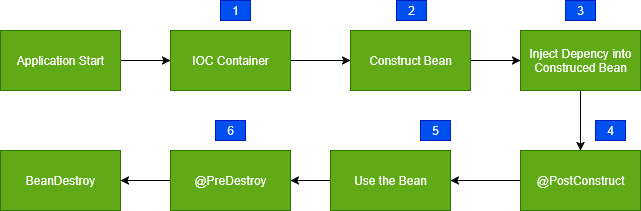 1
2
3
Application Start
IOC Container
Construct Bean
Inject Depency into
Construced Bean
6
5
4
BeanDestroy
@PreDestroy
Use the Bean
@PostConstruct